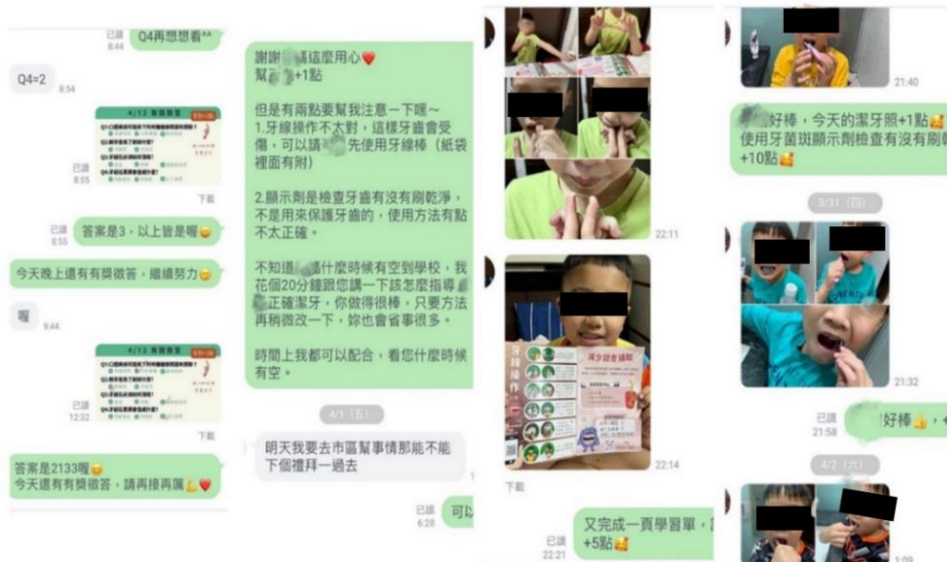 已讀
8:44
Q4再想想看^^
Q4=2
8:54
4/12 有獎徵答
已讀
8:55
下載
已讀
8:55
答案是3，以上皆是喔
今天晚上還有有獎徵答，繼續努力
喔
9:44
4/12 有獎徵答
已讀
12:32
下載
答案是2133喔
今天還有有獎徵答，請再接再厲
謝謝
這麼用心
幫
+1點
但是有兩點要幫我注意一下嘿～
1.牙線操作不太對，這樣牙齒會受
傷，可以請
先使用牙線棒（紙袋
裡面有附）
2.顯示劑是檢查牙齒有沒有刷乾淨，
不是用來保護牙齒的，使用方法有點
不太正確。
不知道
什麼時候有空到學校，我
花個20分鐘跟您講一下該怎麼指導
正確潔牙，你做得很棒，只要方法
再稍微改一下，妳也會省事很多。
時間上我都可以配合，看您什麼時候
有空。
4/1（五）
明天我要去市區幫事情那能不能
下個禮拜一過去
已讀
6:28
可以
22:11
減少甜食攝取
22:14
下載
已讀
22:21
又完成一頁學習單，
+5點
21:40
好棒，今天的潔牙照+1點
使用牙菌斑顯示劑檢查有沒有刷乾
+10點
3/31（四）
21:32
已讀
21:58
好棒
，+
4/2（六）
1:09